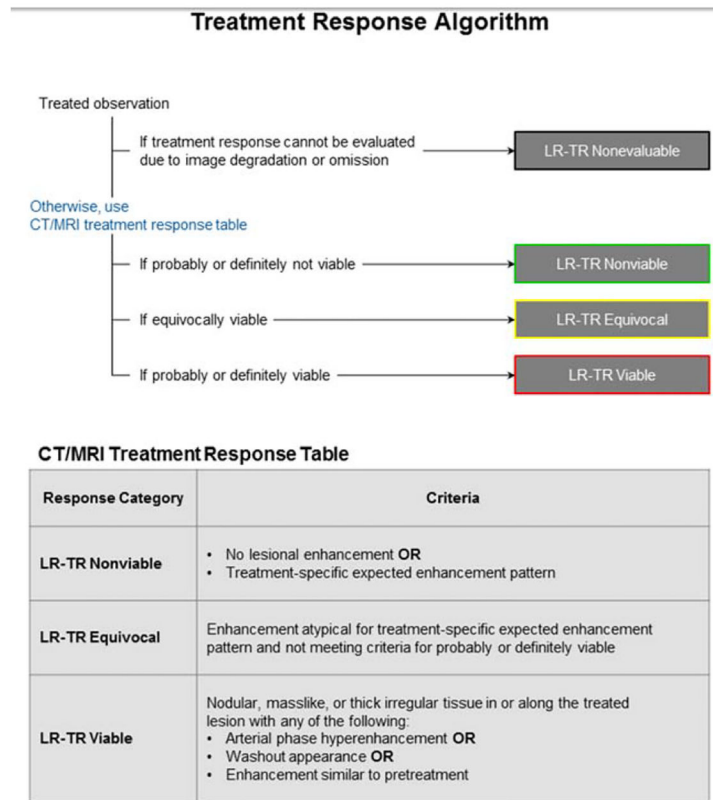 Treatment Response Algorithm
Treated observation
If treatment response cannot be evaluated
due to image degradation or omission
LR-TR Nonevaluable
Otherwise, use
CT/MRI treatment response table
If probably or definitely not viable
LR-TR Nonviable
If equivocally viable
LR-TR Equivocal
If probably or definitely viable
LR-TR Viable
CT/MRI Treatment Response Table
Response Category
Criteria
LR-TR Nonviable
• No lesional enhancement OR
• Treatment-specific expected enhancement pattern
LR-TR Equivocal
Enhancement atypical for treatment-specific expected enhancement
pattern and not meeting criteria for probably or definitely viable
LR-TR Viable
Nodular, masslike, or thick irregular tissue in or along the treated
lesion with any of the following:
• Arterial phase hyperenhancement OR
• Washout appearance OR
• Enhancement similar to pretreatment